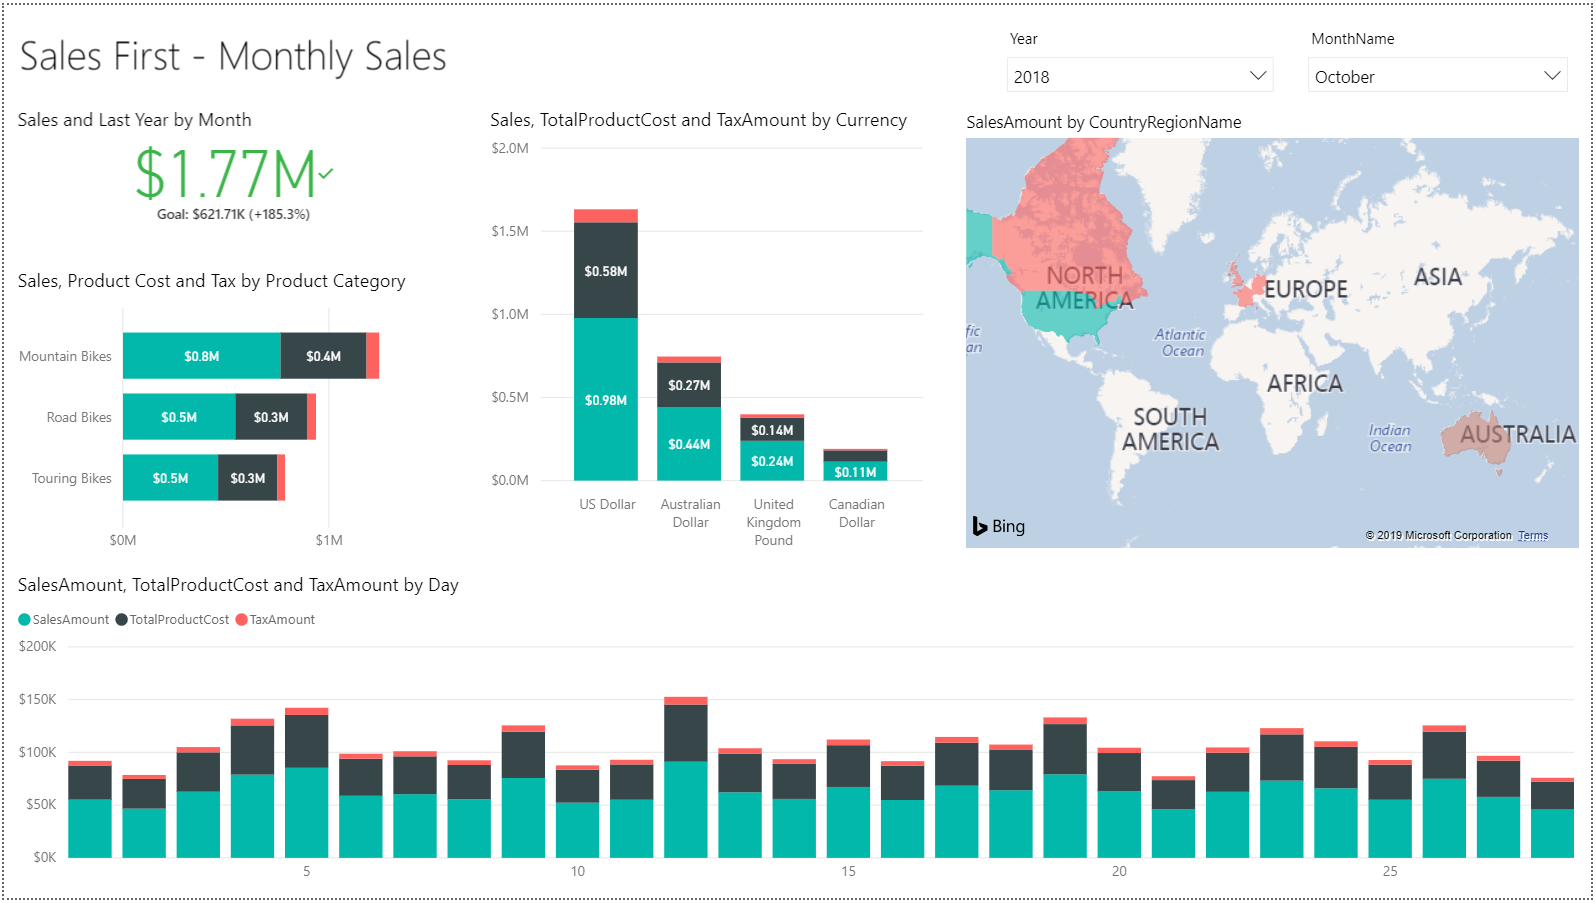 Sales First - Monthly Sales
Year
2018
MonthName
October
Sales and Last Year by Month
$1.77M
Goal: $621.71K (+185.3%)
Sales, Product Cost and Tax by Product Category
Mountain Bikes
$0.8M
$0.4M
Road Bikes
$0.5M
$0.3M
Touring Bikes
$0.5M
$0.3M
$0M
$1M
Sales, TotalProductCost and TaxAmount by Currency
$2.0M
$1.5M
$1.0M
$0.5M
$0.0M
$0.58M
$0.98M
$0.27M
$0.44M
$0.14M
$0.24M
$0.11M
US Dollar
Australian
Dollar
United
Kingdom
Pound
Canadian
Dollar
SalesAmount by CountryRegionName
NORTH
AMERICA
EUROPE
ASIA
fic
an
Atlantic
Ocean
AFRICA
SOUTH
AMERICA
Indian
Ocean
AUSTRALIA
Bing
© 2019 Microsoft Corporation Terms
SalesAmount, TotalProductCost and TaxAmount by Day
SalesAmount TotalProductCost TaxAmount
$200K
$150K
$100K
$50K
$0K
5
10
15
20
25